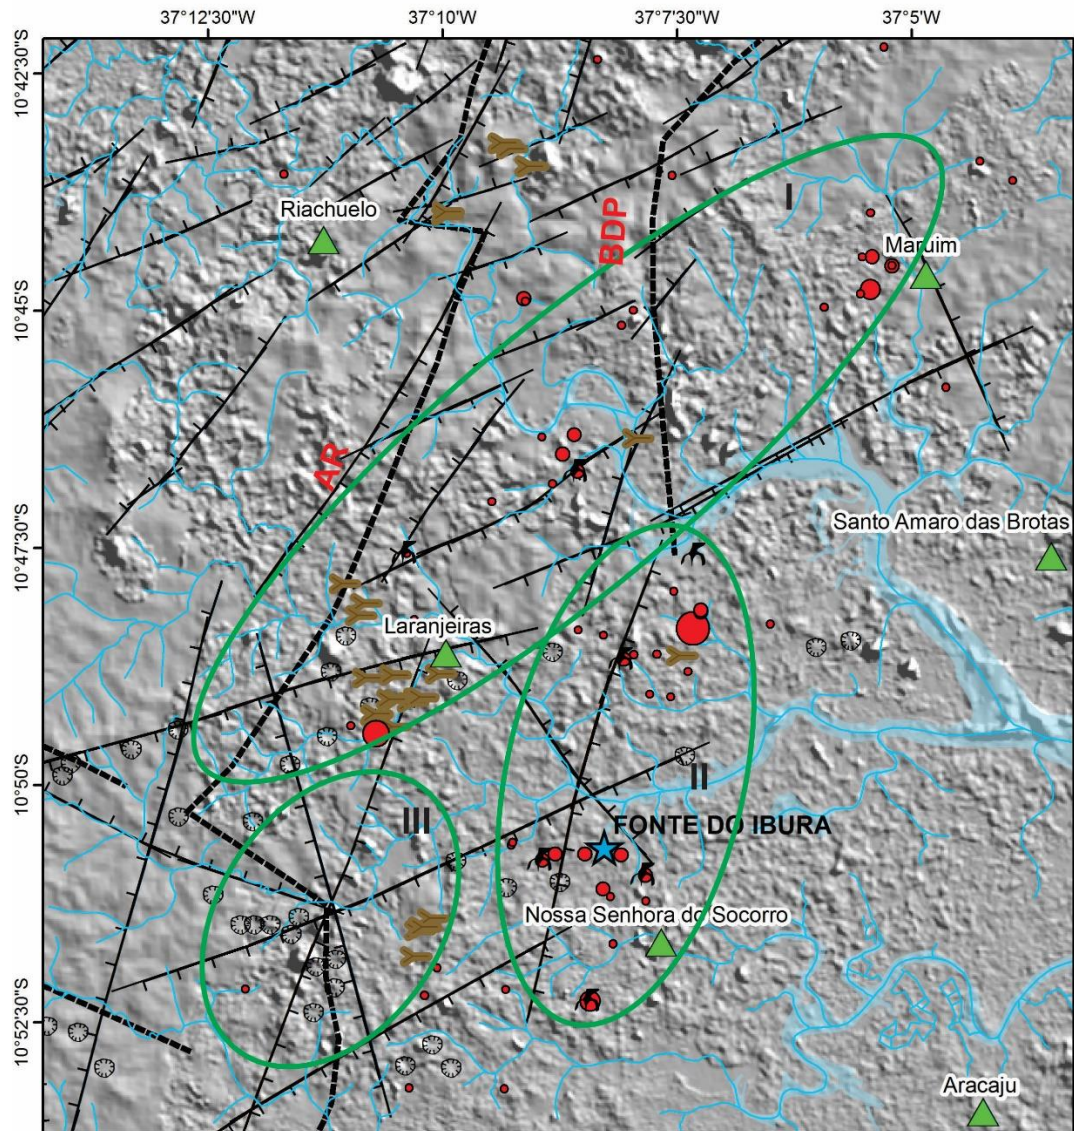 37°12'30"W
37°10'W
37°7'30"W
37°5'W
10°42'30"S
I
Riachuelo
BDP
Maruim
10°45'S
AR
Santo Amaro das Brotas
10°47'30"S
Laranjeiras
10°50'S
II
III
FONTE DO IBURA
Nossa Senhora do Socorro
10°52'30"S
Aracaju